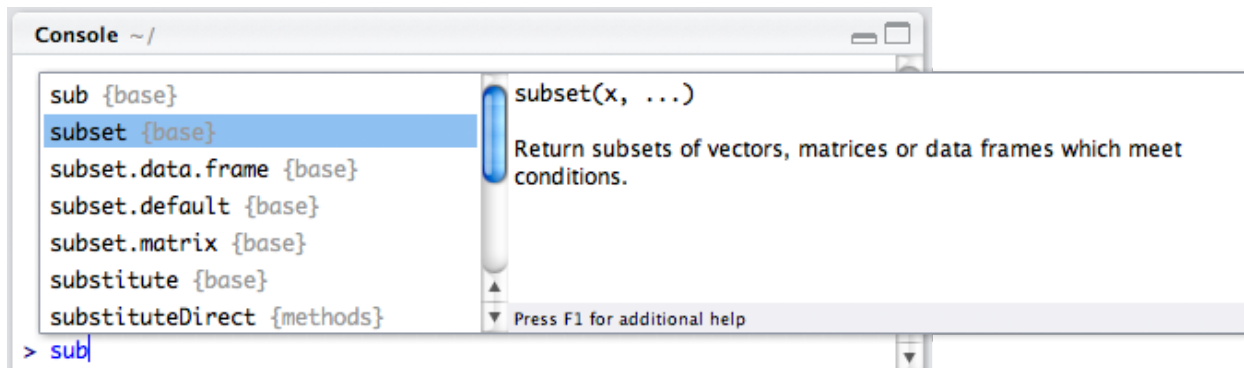 Console ~/
sub {base}
subset {base}
subset.data.frame {base}
subset.default {base}
subset.matrix {base}
substitute {base}
substituteDirect {methods}
subset(x, ...)
Return subsets of vectors, matrices or data frames which meet
conditions.
Press F1 for additional help
> sub